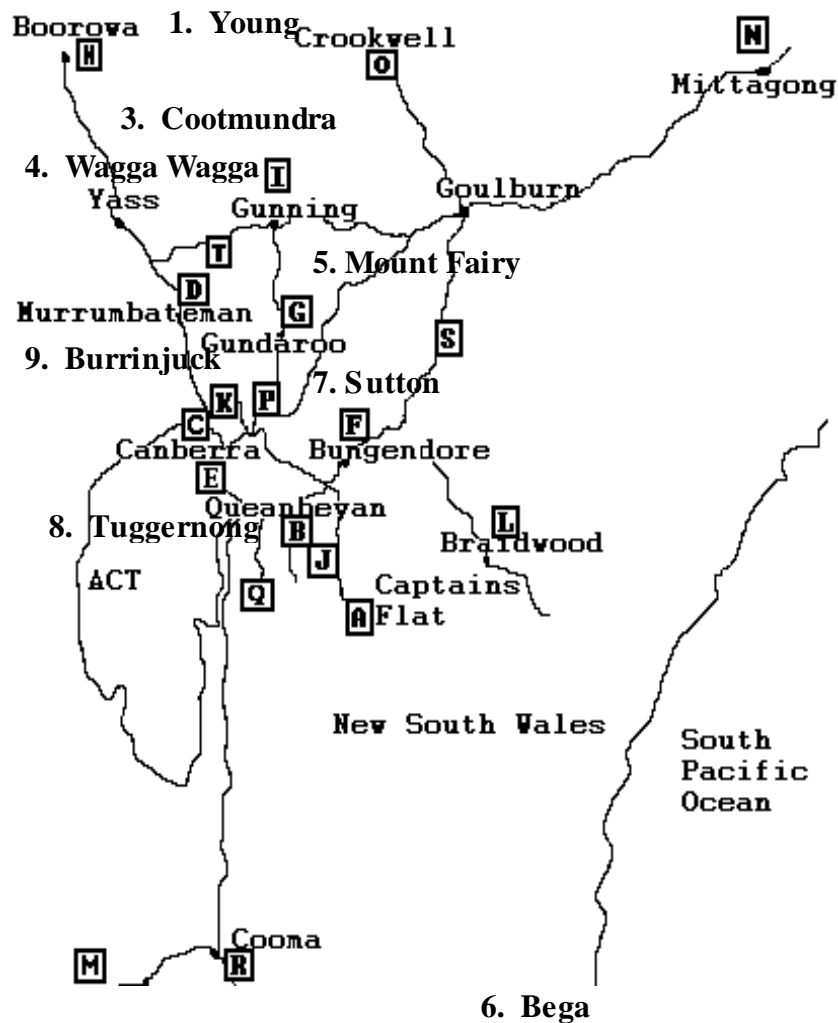 1. Young
Boorowa
Crookwell
H
N
O
Mittagong
3. Cootmundra
4. Wagga Wagga
I
Yass
Goulburn
Gunning
T
5. Mount Fairy
D
Murrumbateman
G
Gundaroo
S
9. Burrinjuck
7. Sutton
K
P
C
F
Canberra
Bungendore
E
Queanbeyan
8. Tuggernong
B
L
J
Braidwood
ACT
Q
Captains
A
Flat
New South Wales
South
Pacific
Ocean
Cooma
M
R
6. Bega